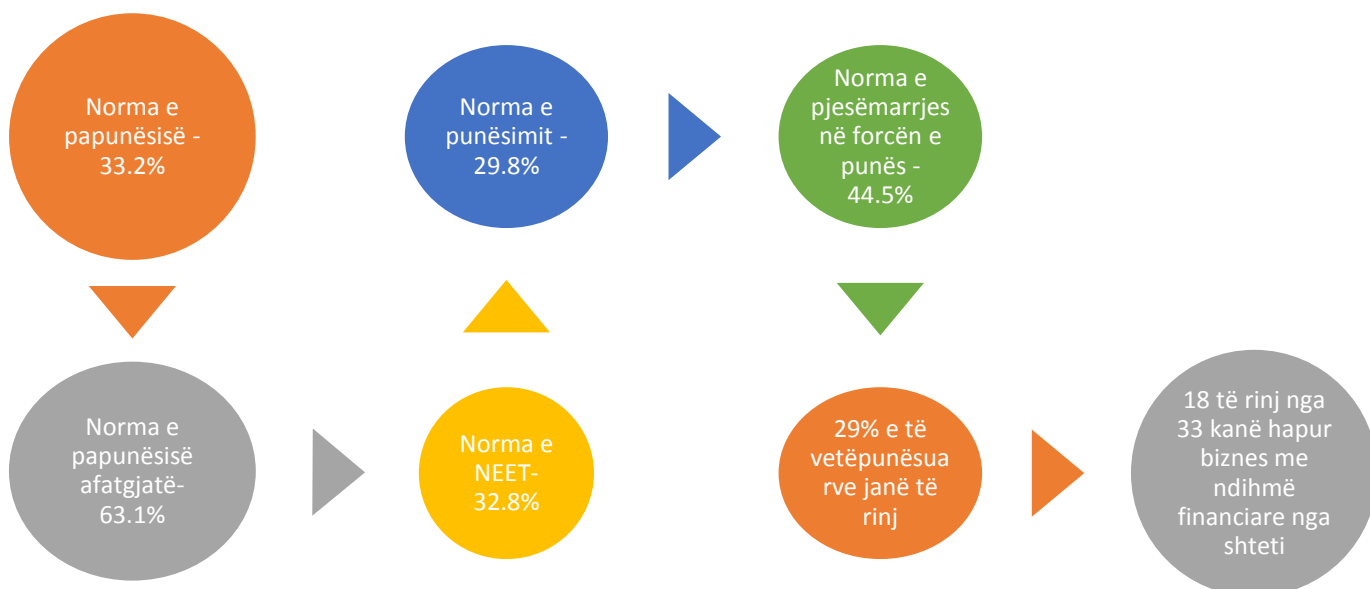 Norma e
papunësisë -
33.2%
Norma e
papunësisë
afatgjatë-
63.1%
Norma e
NEET-
32.8%
Norma e
punësimit -
29.8%
Norma e
pjesëmarrjes
në forcën e
punës -
44.5%
29% e të
vetëpunësua
rve janë të
rinj
18 të rinj nga
33 kanë hapur
biznes me
ndihmë
financiare nga
shteti